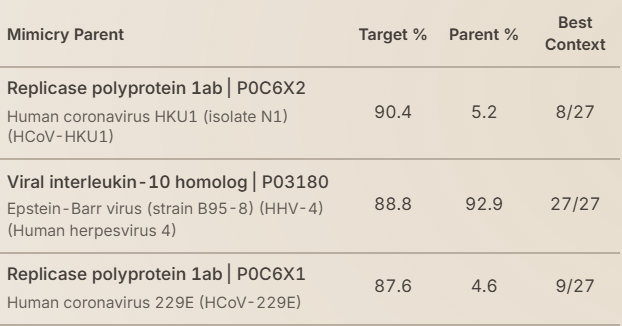 Mimicry Parent Target % Parent % Best Context
Replicase polyprotein 1ab | P0C6X2
Human coronavirus HKU1 (isolate N1)
(HCoV-HKU1)
90.4 5.2 8/27
Viral interleukin-10 homolog | P03180
Epstein-Barr virus (strain B95-8) (HHV-4)
(Human herpesvirus 4)
88.8 92.9 27/27
Replicase polyprotein 1ab | P0C6X1
Human coronavirus 229E (HCoV-229E)
87.6 4.6 9/27